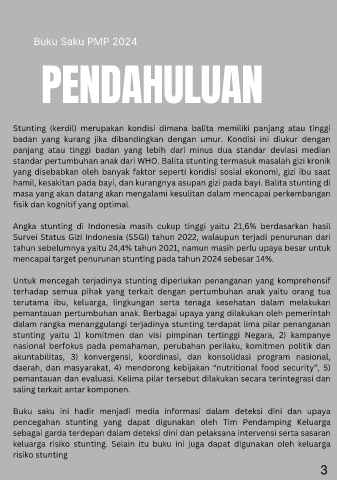 Buku Saku PMP 2024
PENDAHULUAN
Stunting (kerdil) merupakan kondisi dimana balita memiliki panjang atau tinggi
badan yang kurang jika dibandingkan dengan umur. Kondisi ini diukur dengan
panjang atau tinggi badan yang lebih dari minus dua standar deviasi median
standar pertumbuhan anak dari WHO. Balita stunting termasuk masalah gizi kronik
yang disebabkan oleh banyak faktor seperti kondisi sosial ekonomi, gizi ibu saat
hamil, kesakitan pada bayi, dan kurangnya asupan gizi pada bayi. Balita stunting di
masa yang akan datang akan mengalami kesulitan dalam mencapai perkembangan
fisik dan kognitif yang optimal.
Angka stunting di Indonesia masih cukup tinggi yaitu 21,6% berdasarkan hasil
Survei Status Gizi Indonesia (SSGI) tahun 2022, walaupun terjadi penurunan dari
tahun sebelumnya yaitu 24,4% tahun 2021, namun masih perlu upaya besar untuk
mencapai target penurunan stunting pada tahun 2024 sebesar 14%.
Untuk mencegah terjadinya stunting diperlukan penanganan yang komprehensif
terhadap semua pihak yang terkait dengan pertumbuhan anak yaitu orang tua
terutama ibu, keluarga, lingkungan serta tenaga kesehatan dalam melakukan
pemantauan pertumbuhan anak. Berbagai upaya yang dilakukan oleh pemerintah
dalam rangka menanggulangi terjadinya stunting terdapat lima pilar penanganan
stunting yaitu 1) komitmen dan visi pimpinan tertinggi Negara, 2) kampanye
nasional berfokus pada pemahaman, perubahan perilaku, komitmen politik dan
akuntabilitas, 3) konvergensi, koordinasi, dan konsolidasi program nasional,
daerah, dan masyarakat, 4) mendorong kebijakan “nutritional food security”, 5)
pemantauan dan evaluasi. Kelima pilar tersebut dilakukan secara terintegrasi dan
saling terkait antar komponen.
Buku saku ini hadir menjadi media informasi dalam deteksi dini dan upaya
pencegahan stunting yang dapat digunakan oleh Tim Pendamping Keluarga
sebagai garda terdepan dalam deteksi dini dan pelaksana intervensi serta sasaran
keluarga risiko stunting. Selain itu buku ini juga dapat digunakan oleh keluarga
risiko stunting
3